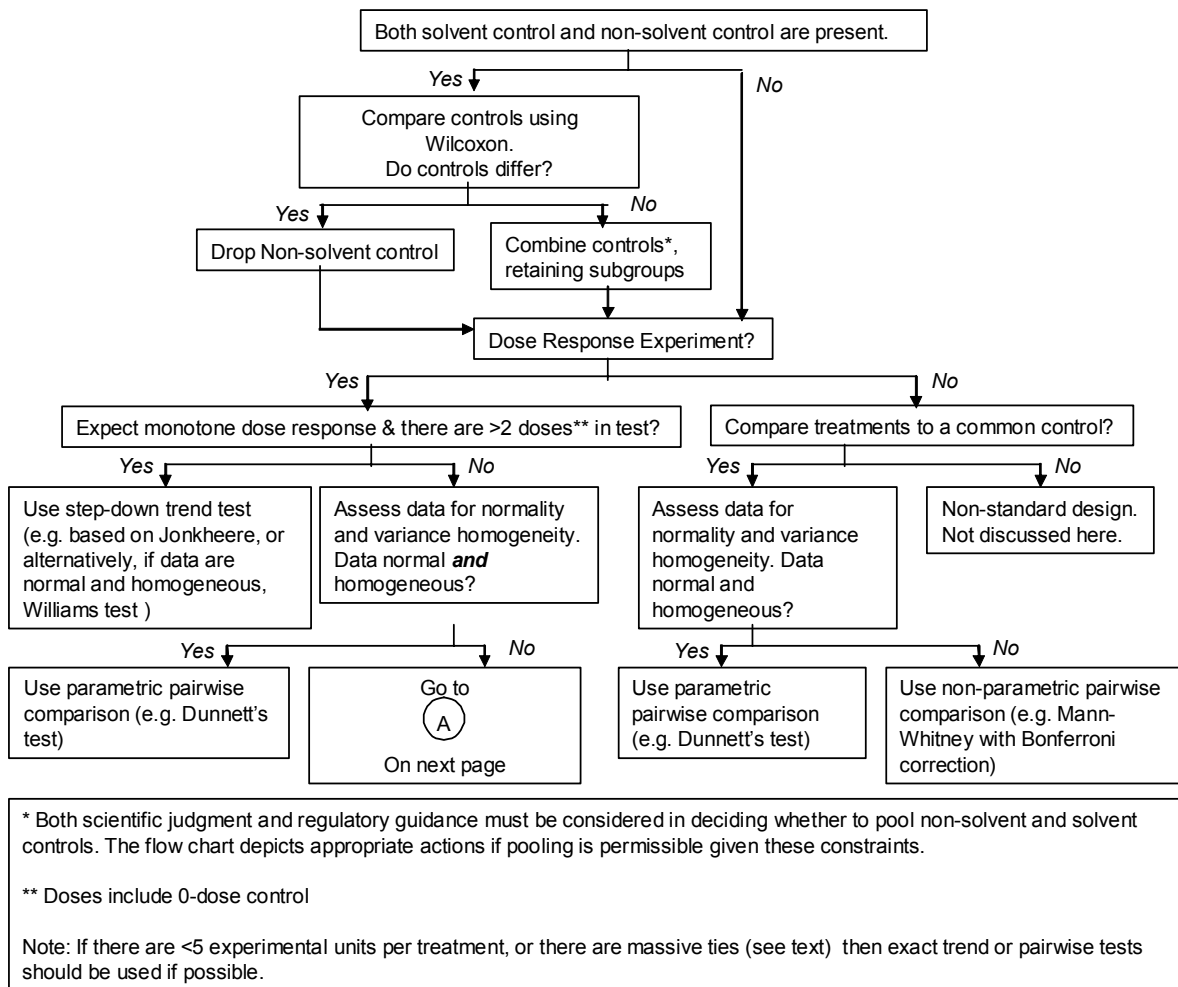 Both solvent control and non-solvent control are present.
Yes
No
Compare controls using
Wilcoxon.
Do controls differ?
Yes
No
Drop Non-solvent control
Combine controls*,
retaining subgroups
Dose Response Experiment?
Yes
No
Expect monotone dose response & there are >2 doses** in test?
Compare treatments to a common control?
Yes
No
Yes
No
Use step-down trend test
(e.g. based on Jonkheere, or
alternatively, if data are
normal and homogeneous,
Williams test )
Assess data for normality
and variance homogeneity.
Data normal and
homogeneous?
Assess data for
normality and variance
homogeneity. Data
normal and
homogeneous?
Non-standard design.
Not discussed here.
Yes
No
Yes
No
Use parametric pairwise
comparison (e.g. Dunnett's
test)
Go to
A
On next page
Use parametric
pairwise comparison
(e.g. Dunnett's test)
Use non-parametric pairwise
comparison (e.g. Mann-
Whitney with Bonferroni
correction)
* Both scientific judgment and regulatory guidance must be considered in deciding whether to pool non-solvent and solvent
controls. The flow chart depicts appropriate actions if pooling is permissible given these constraints.
** Doses include 0-dose control
Note: If there are <5 experimental units per treatment, or there are massive ties (see text) then exact trend or pairwise tests
should be used if possible.